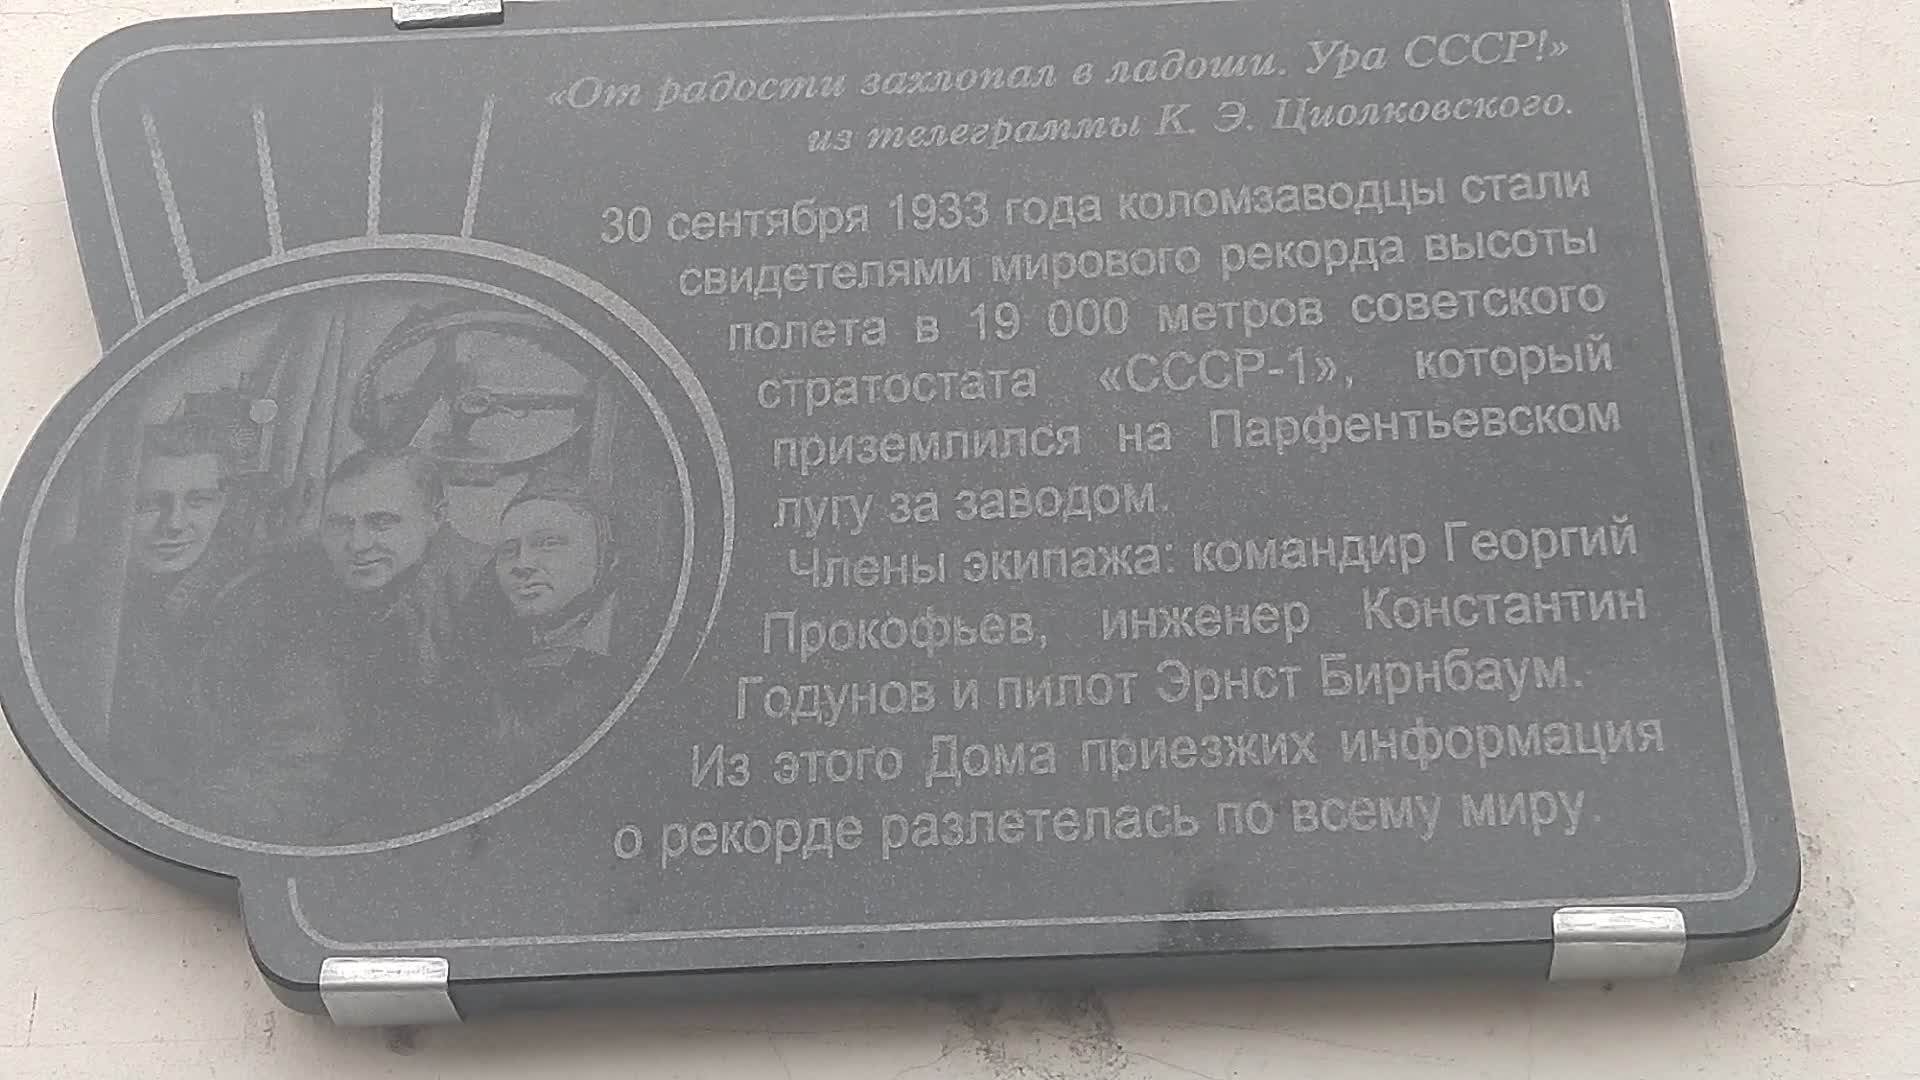 «От радости захлопал в ладоши. Ура СССР!»
из телеграммы К. Э. Циолковского.
30 сентября 1933 года коломзаводцы стали
свидетелями мирового рекорда высоты
полета в 19 000 метров советского
стратостата «СССР-1», который
приземлился на Парфентьевском
лугу за заводом.
Члены экипажа: командир Георгий
Прокофьев, инженер Константин
Годунов и пилот Эрнст Бирнбаум.
Из этого Дома приезжих информация
о рекорде разлетелась по всему миру.